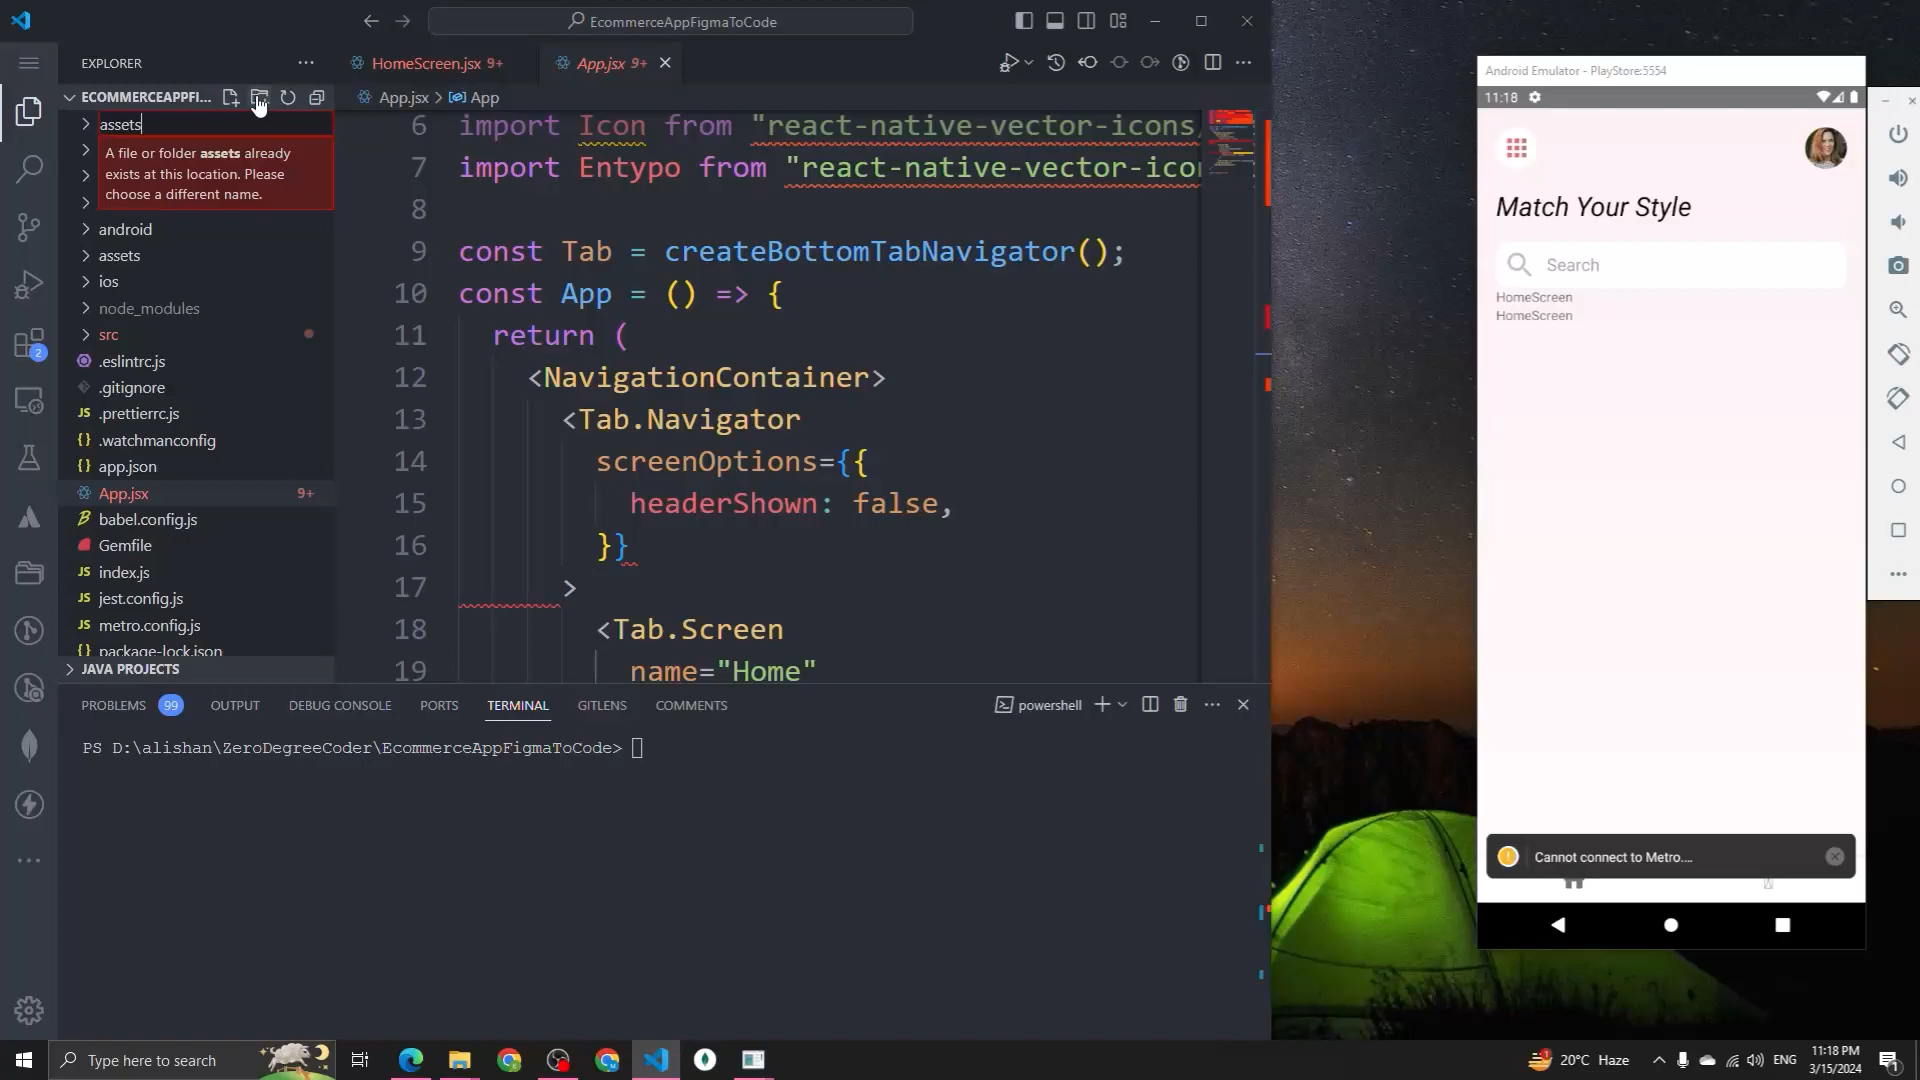 EcommerceAppFigmaToCode
EXPLORER
HomeScreen.jsx 9+
App.jsx 9+
ECOMMERCEAPPFI...
App.jsx > App
assets
A file or folder assets already
exists at this location. Please
choose a different name.
android
assets
ios
node_modules
src
.eslintrc.js
.gitignore
JS .prettierrc.js
{} .watchmanconfig
{} app.json
App.jsx 9+
babel.config.js
Gemfile
JS index.js
JS jest.config.js
JS metro.config.js
{} package-lock.json
JAVA PROJECTS
2
6 import Icon from "react-native-vector-icons/
7 import Entypo from "react-native-vector-ico
8
9 const Tab = createBottomTabNavigator();
10 const App = () => {
11 return (
12 <NavigationContainer>
13 <Tab.Navigator
14 screenOptions={{
15 headerShown: false,
16 }}
17 >
18 <Tab.Screen
19 name="Home"
PROBLEMS 99 OUTPUT DEBUG CONSOLE PORTS TERMINAL GITLENS COMMENTS
powershell
PS D:\alishan\ZeroDegreeCoder\EcommerceAppFigmaToCode>
Android Emulator - PlayStore:5554
11:18
Match Your Style
Search
HomeScreen
HomeScreen
Cannot connect to Metro....
Type here to search
20°C Haze
ENG
11:18 PM
3/15/2024
1